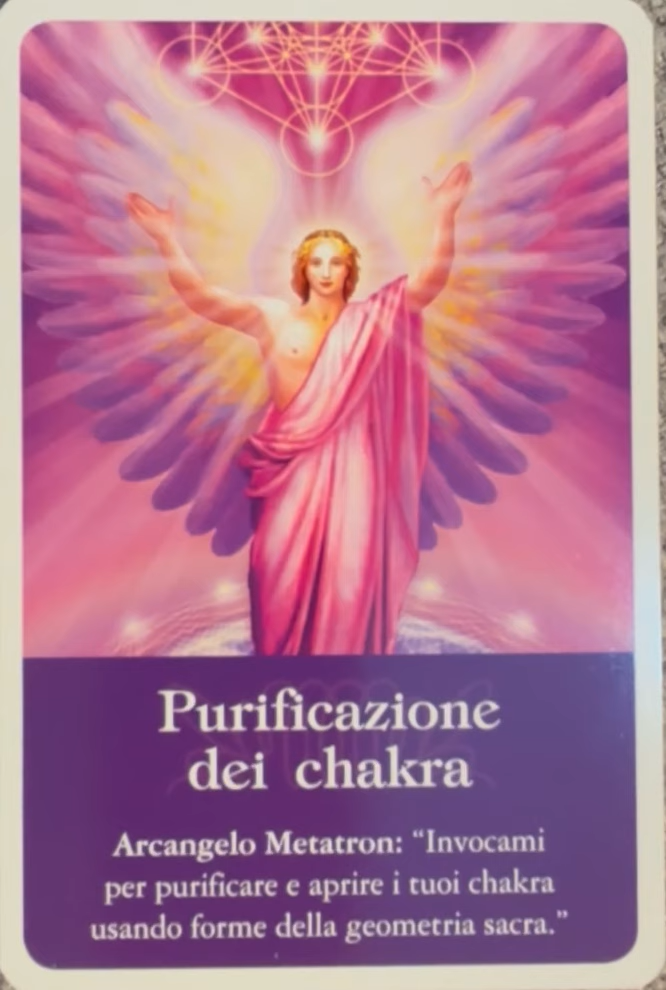 Purificazione
dei chakra
Arcangelo Metatron: “Invocami
per purificare e aprire i tuoi chakra
usando forme della geometria sacra.”